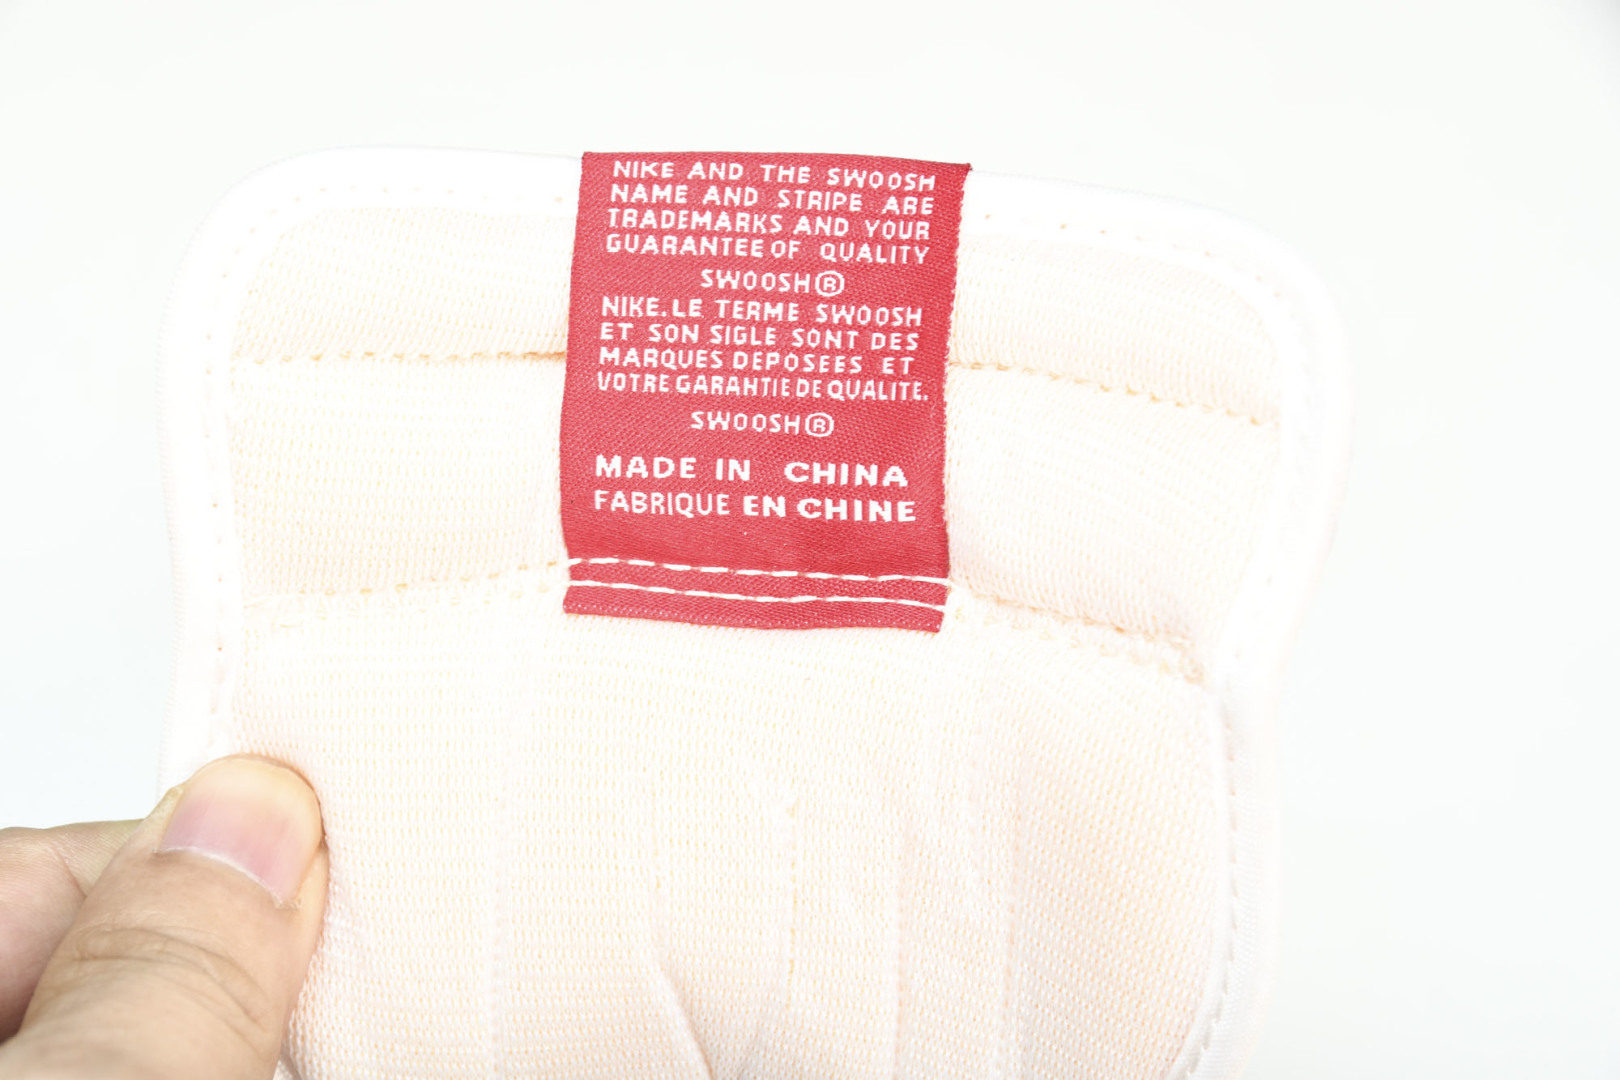 NIKE AND THE SWOOSH
NAME AND STRIPE ARE
TRADEMARKS AND YOUR
GUARANTEE OF QUALITY
SWOOSH®
NIKE.LE TERME SWOOSH
ET SON SIGLE SONT DES
MARQUES DEPOSEES ET
VOTRE GARAHTIE DE QUALITE.
SWOOSH®
MADE IN CHINA
FABRIQUE EN CHINE